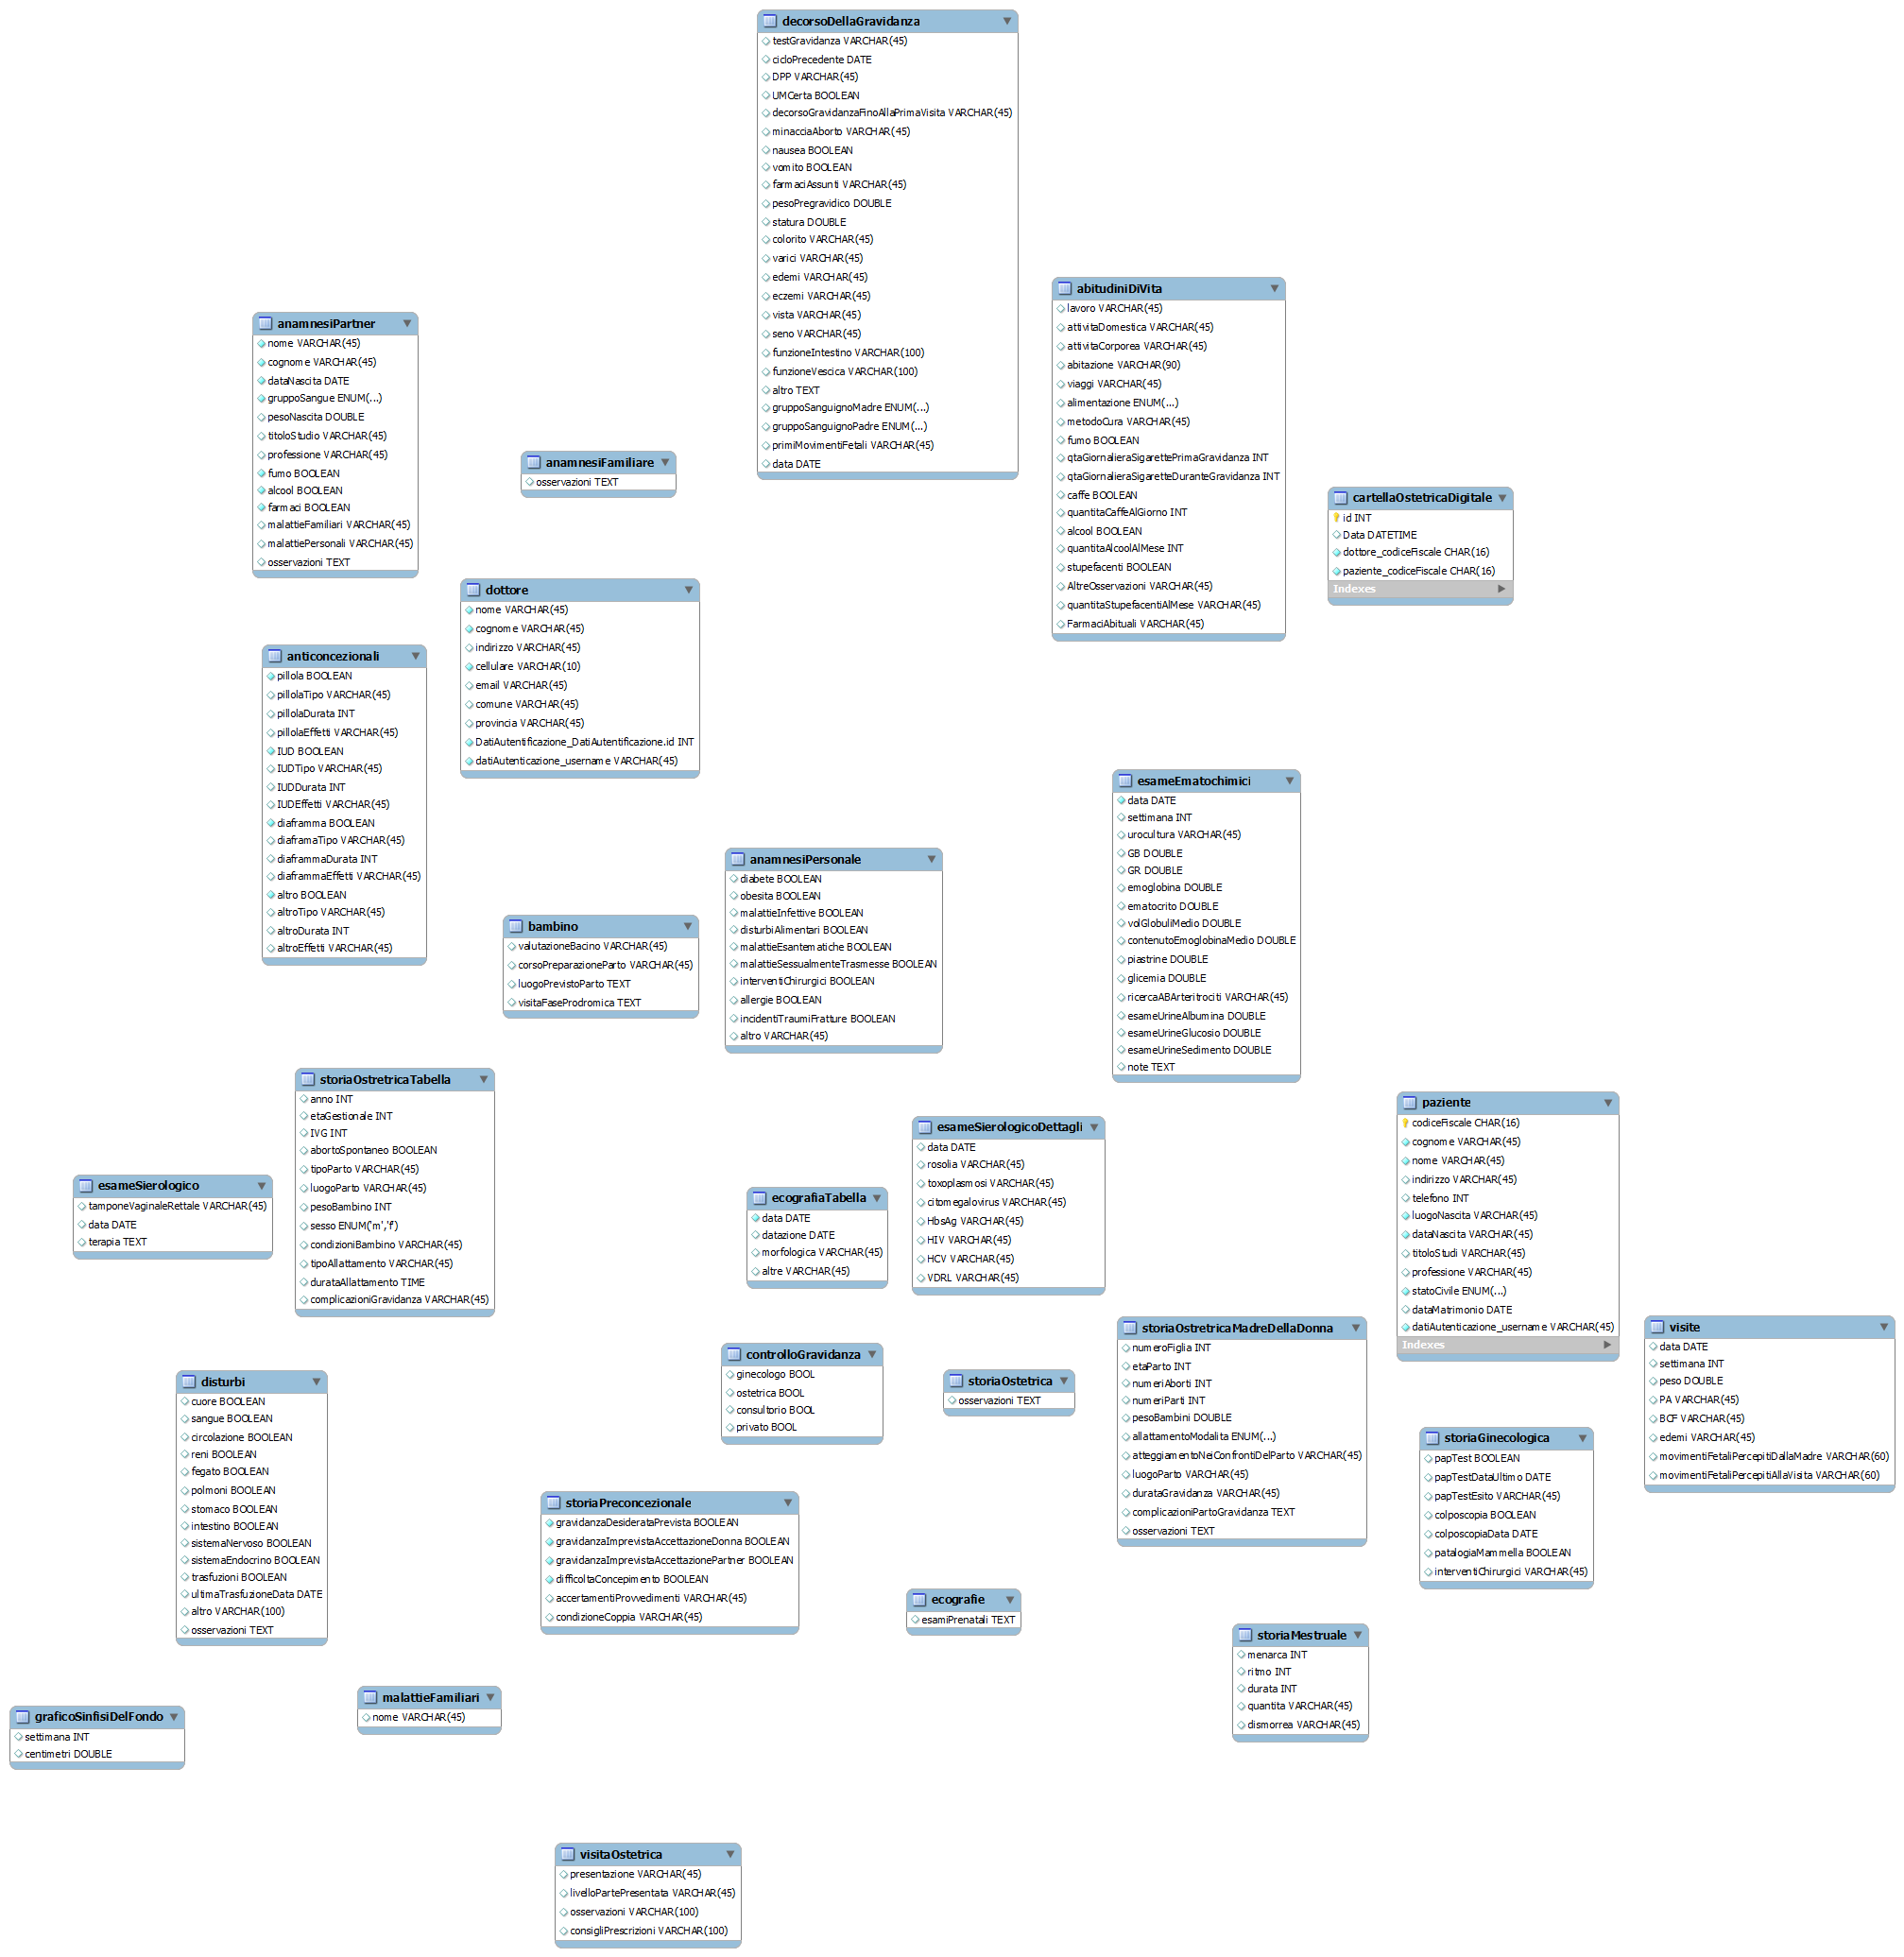 decorsoDellaGravidanza
testGravidanza VARCHAR(45)
cicloPrecedente DATE
DPP VARCHAR(45)
UMCerta BOOLEAN
decorsoGravidanzaFinoAllaPrimaVisita VARCHAR(45)
minacciaAborto VARCHAR(45)
nausea BOOLEAN
vomito BOOLEAN
farmaciAssunti VARCHAR(45)
pesoPregravidico DOUBLE
statura DOUBLE
colorito VARCHAR(45)
varici VARCHAR(45)
edemi VARCHAR(45)
eczemi VARCHAR(45)
vista VARCHAR(45)
seno VARCHAR(45)
funzioneIntestino VARCHAR(100)
funzioneVescica VARCHAR(100)
altro TEXT
gruppoSanguignoMadre ENUM(...)
gruppoSanguignoPadre ENUM(...)
primiMovimentiFetali VARCHAR(45)
data DATE
abitudiniDiVita
lavoro VARCHAR(45)
attivitaDomestica VARCHAR(45)
attivitaCorporea VARCHAR(45)
abitazione VARCHAR(90)
viaggi VARCHAR(45)
alimentazione ENUM(...)
metodoCura VARCHAR(45)
fumo BOOLEAN
qtaGiornalieraSigarettePrimaGravidanza INT
qtaGiornalieraSigaretteDuranteGravidanza INT
caffe BOOLEAN
quantitaCaffeAlGiorno INT
alcool BOOLEAN
quantitaAlcoolAlMese INT
stupefacenti BOOLEAN
AltreOsservazioni VARCHAR(45)
quantitaStupefacentiAlMese VARCHAR(45)
FarmaciAbituali VARCHAR(45)
anamnesiPartner
nome VARCHAR(45)
cognome VARCHAR(45)
dataNascita DATE
gruppoSangue ENUM(...)
pesoNascita DOUBLE
titoloStudio VARCHAR(45)
professione VARCHAR(45)
fumo BOOLEAN
alcool BOOLEAN
farmaci BOOLEAN
malattieFamiliari VARCHAR(45)
malattiePersonali VARCHAR(45)
osservazioni TEXT
anamnesiFamiliare
osservazioni TEXT
cartellaOstetricaDigitale
id INT
Data DATETIME
dottore_codiceFiscale CHAR(16)
paziente_codiceFiscale CHAR(16)
Indexes
dottore
nome VARCHAR(45)
cognome VARCHAR(45)
indirizzo VARCHAR(45)
cellulare VARCHAR(10)
email VARCHAR(45)
comune VARCHAR(45)
provincia VARCHAR(45)
DatiAutentificazione_DatiAutentificazione.id INT
datiAutenticazione_username VARCHAR(45)
anticoncezionali
pillola BOOLEAN
pillolaTipo VARCHAR(45)
pillolaDurata INT
pillolaEffetti VARCHAR(45)
IUD BOOLEAN
IUDTipo VARCHAR(45)
IUDDurata INT
IUDEffetti VARCHAR(45)
diaframma BOOLEAN
diaframaTipo VARCHAR(45)
diaframmaDurata INT
diaframmaEffetti VARCHAR(45)
altro BOOLEAN
altroTipo VARCHAR(45)
altroDurata INT
altroEffetti VARCHAR(45)
esameEmatochimici
data DATE
settimana INT
urocultura VARCHAR(45)
GB DOUBLE
GR DOUBLE
emoglobina DOUBLE
ematocrito DOUBLE
volGlobuliMedio DOUBLE
contenutoEmoglobinaMedio DOUBLE
piastrine DOUBLE
glicemia DOUBLE
ricercaABArteritrociti VARCHAR(45)
esameUrineAlbumina DOUBLE
esameUrineGlucosio DOUBLE
esameUrineSedimento DOUBLE
note TEXT
anamnesiPersonale
diabete BOOLEAN
obesita BOOLEAN
malattieInfettive BOOLEAN
disturbiAlimentari BOOLEAN
malattieEsantematiche BOOLEAN
malattieSessualmenteTrasmesse BOOLEAN
interventiChirurgici BOOLEAN
allergie BOOLEAN
incidentiTraumiFratture BOOLEAN
altro VARCHAR(45)
bambino
valutazioneBacino VARCHAR(45)
corsoPreparazioneParto VARCHAR(45)
luogoPrevistoParto TEXT
visitaFaseProdromica TEXT
storiaOstretricaTabella
anno INT
etaGestionale INT
IVG INT
abortoSpontaneo BOOLEAN
tipoParto VARCHAR(45)
luogoParto VARCHAR(45)
pesoBambino INT
sesso ENUM('m','f')
condizioniBambino VARCHAR(45)
tipoAllattamento VARCHAR(45)
durataAllattamento TIME
complicazioniGravidanza VARCHAR(45)
paziente
codiceFiscale CHAR(16)
cognome VARCHAR(45)
nome VARCHAR(45)
indirizzo VARCHAR(45)
telefono INT
luogoNascita VARCHAR(45)
dataNascita VARCHAR(45)
titoloStudi VARCHAR(45)
professione VARCHAR(45)
statoCivile ENUM(...)
dataMatrimonio DATE
datiAutenticazione_username VARCHAR(45)
Indexes
esameSierologicoDettagli
data DATE
rosolia VARCHAR(45)
toxoplasmosi VARCHAR(45)
citomegalovirus VARCHAR(45)
HbsAg VARCHAR(45)
HIV VARCHAR(45)
HCV VARCHAR(45)
VDRL VARCHAR(45)
esameSierologico
tamponeVaginaleRettale VARCHAR(45)
data DATE
terapia TEXT
ecografiaTabella
data DATE
datazione DATE
morfologica VARCHAR(45)
altre VARCHAR(45)
storiaOstretricaMadreDellaDonna
numeroFiglia INT
etaParto INT
numeriAborti INT
numeriParti INT
pesoBambini DOUBLE
allattamentoModalita ENUM(...)
atteggiamentoNeiConfrontiDelParto VARCHAR(45)
luogoParto VARCHAR(45)
durataGravidanza VARCHAR(45)
complicazioniPartoGravidanza TEXT
osservazioni TEXT
visite
data DATE
settimana INT
peso DOUBLE
PA VARCHAR(45)
BCF VARCHAR(45)
edemi VARCHAR(45)
movimentiFetaliPercepitiDallaMadre VARCHAR(60)
movimentiFetaliPercepitiAllaVisita VARCHAR(60)
controlloGravidanza
ginecologo BOOL
ostetrica BOOL
consultorio BOOL
privato BOOL
storiaOstetrica
osservazioni TEXT
disturbi
cuore BOOLEAN
sangue BOOLEAN
circolazione BOOLEAN
reni BOOLEAN
fegato BOOLEAN
polmoni BOOLEAN
stomaco BOOLEAN
intestino BOOLEAN
sistemaNervoso BOOLEAN
sistemaEndocrino BOOLEAN
trasfuzioni BOOLEAN
ultimaTrasfuzioneData DATE
altro VARCHAR(100)
osservazioni TEXT
storiaGinecologica
papTest BOOLEAN
papTestDataUltimo DATE
papTestEsito VARCHAR(45)
colposcopia BOOLEAN
colposcopiaData DATE
patalogiaMammella BOOLEAN
interventiChirurgici VARCHAR(45)
storiaPreconcezionale
gravidanzaDesiderataPrevista BOOLEAN
gravidanzaImprevistaAccettazioneDonna BOOLEAN
gravidanzaImprevistaAccettazionePartner BOOLEAN
difficoltaConcepimento BOOLEAN
accertamentiProvvedimenti VARCHAR(45)
condizioneCoppia VARCHAR(45)
ecografie
esamiPrenatali TEXT
storiaMestruale
menarca INT
ritmo INT
durata INT
quantita VARCHAR(45)
dismorrea VARCHAR(45)
malattieFamiliari
nome VARCHAR(45)
graficoSinfisiDelFondo
settimana INT
centimetri DOUBLE
visitaOstetrica
presentazione VARCHAR(45)
livelloPartePresentata VARCHAR(45)
osservazioni VARCHAR(100)
consigliPrescrizioni VARCHAR(100)